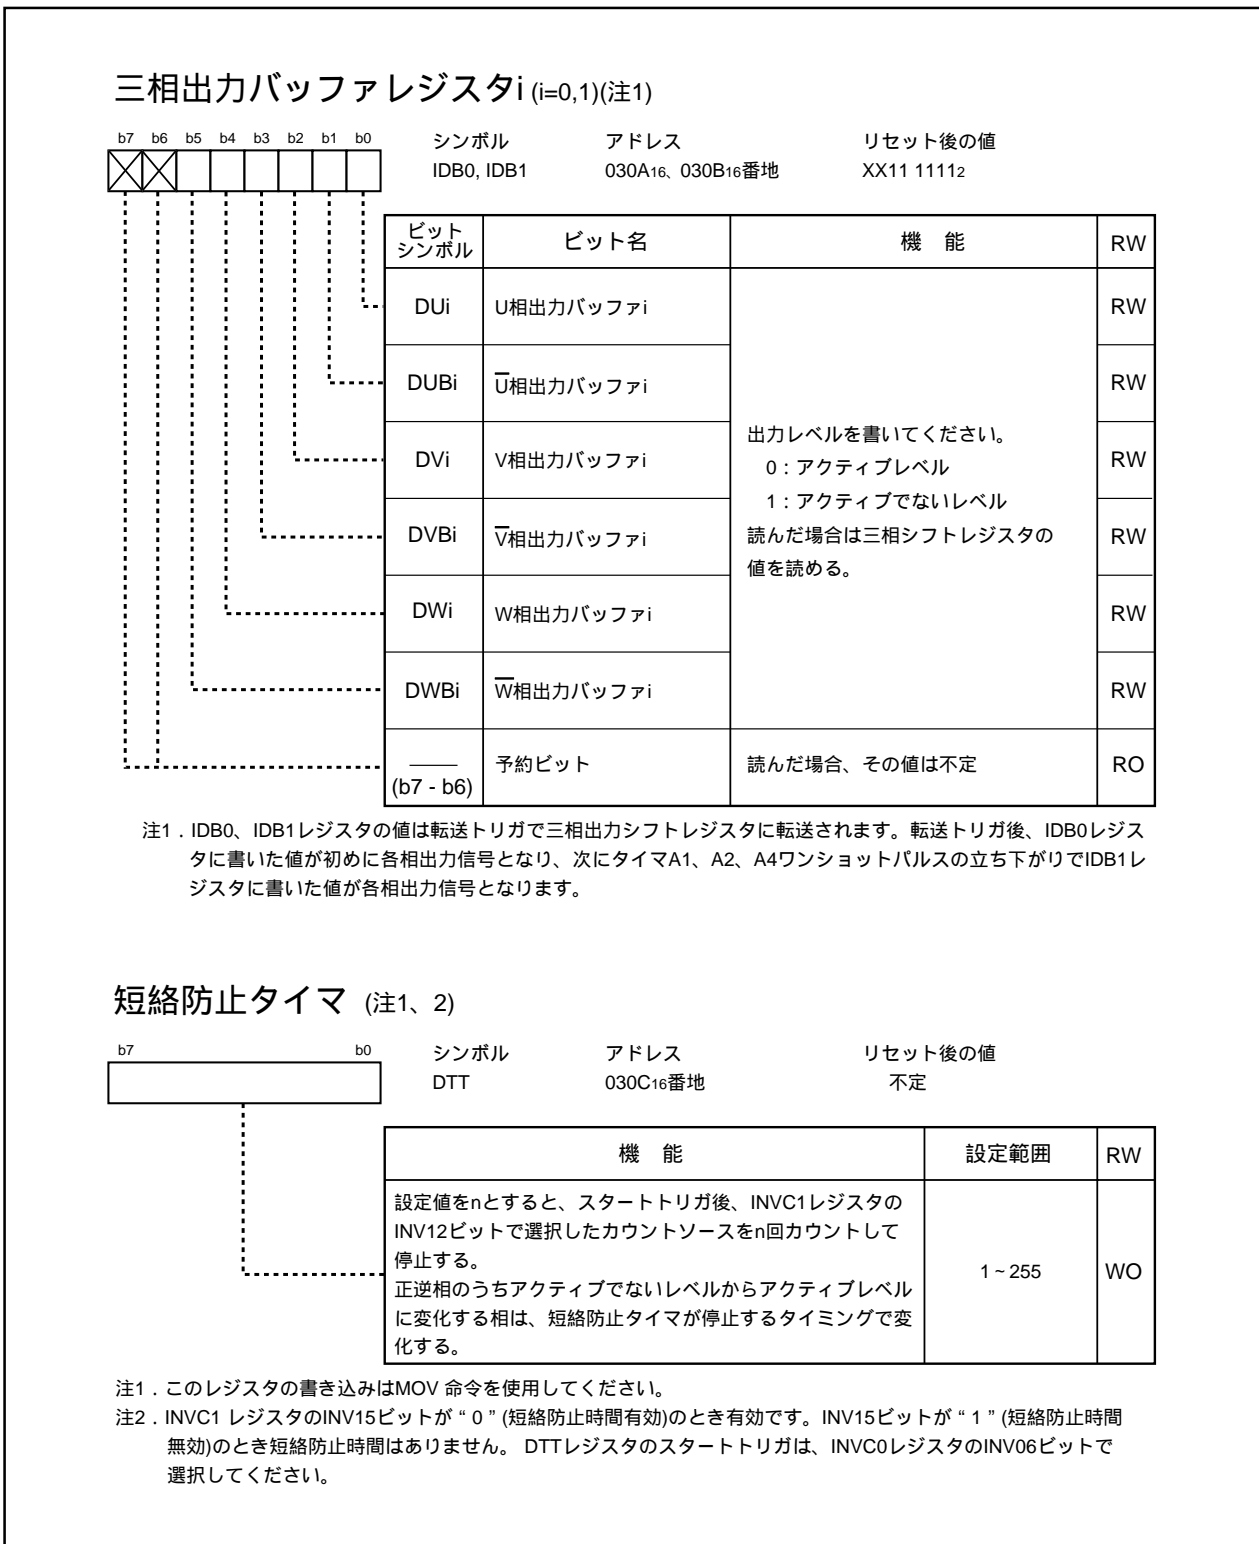 三相出力バッファレジスタi (i=0,1)(注1)
b7 b6 b5 b4 b3 b2 b1 b0
シンボル アドレス リセット後の値
IDB0, IDB1 030A16、030B16番地 XX11 11112
ビット
シンボル ビット名 機 能 RW
DUi U相出力バッファi RW
DUBi U̅相出力バッファi RW
DVi V相出力バッファi RW
DVBi V̅相出力バッファi RW
DWi W相出力バッファi RW
DWBi W̅相出力バッファi RW
出力レベルを書いてください。
0:アクティブレベル
1:アクティブでないレベル
読んだ場合は三相シフトレジスタの
値を読める。
(b7 - b6) 予約ビット 読んだ場合、その値は不定 RO
注1.IDB0、IDB1レジスタの値は転送トリガで三相出力シフトレジスタに転送されます。転送トリガ後、IDB0レジス
タに書いた値が初めに各相出力信号となり、次にタイマA1、A2、A4ワンショットパルスの立ち下がりでIDB1レ
ジスタに書いた値が各相出力信号となります。
短絡防止タイマ (注1、2)
b7 b0
シンボル アドレス リセット後の値
DTT 030C16番地 不定
機 能 設定範囲 RW
設定値をnとすると、スタートトリガ後、INVC1レジスタの
INV12ビットで選択したカウントソースをn回カウントして
停止する。
正逆相のうちアクティブでないレベルからアクティブレベル
に変化する相は、短絡防止タイマが停止するタイミングで変
化する。
1~255 WO
注1.このレジスタの書き込みはMOV 命令を使用してください。
注2.INVC1 レジスタのINV15ビットが“0”(短絡防止時間有効)のとき有効です。INV15ビットが“1”(短絡防止時間
無効)のとき短絡防止時間はありません。 DTTレジスタのスタートトリガは、INVC0レジスタのINV06ビットで
選択してください。